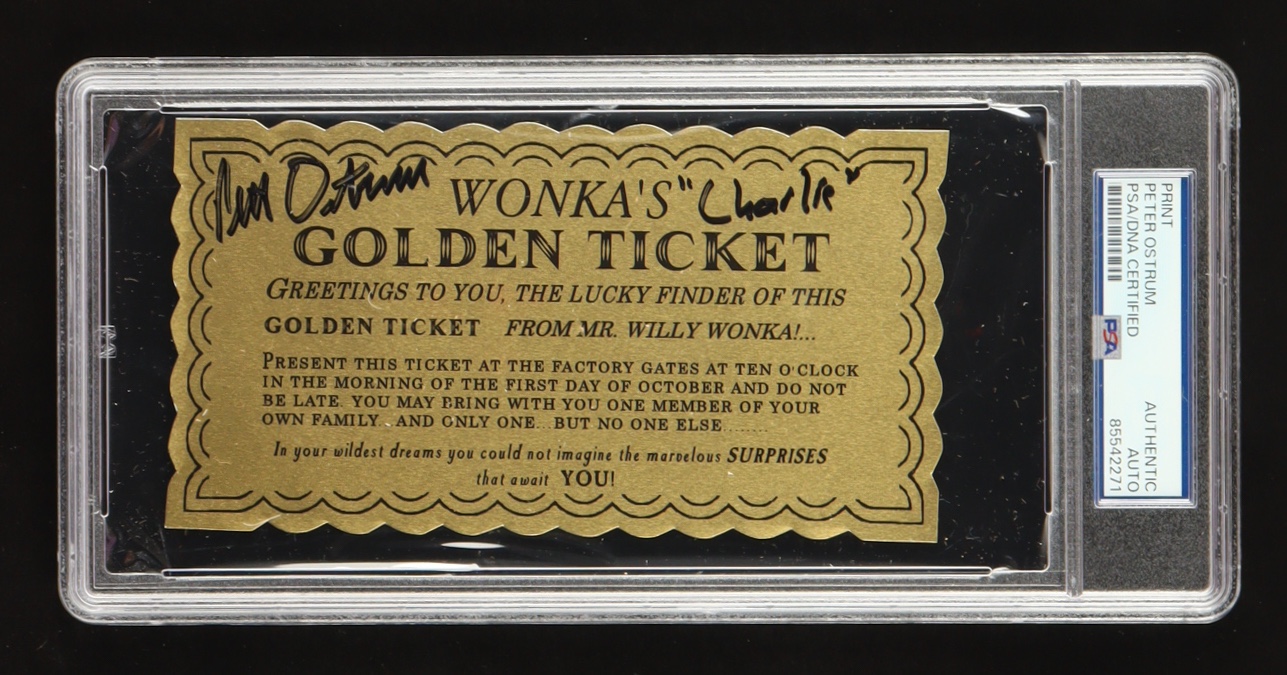 Peter Ostrum
WONKA'S "Charlie"
GOLDEN TICKET
GREETINGS TO YOU, THE LUCKY FINDER OF THIS
GOLDEN TICKET FROM MR. WILLY WONKA!...
PRESENT THIS TICKET AT THE FACTORY GATES AT TEN O'CLOCK
IN THE MORNING OF THE FIRST DAY OF OCTOBER AND DO NOT
BE LATE. YOU MAY BRING WITH YOU ONE MEMBER OF YOUR
OWN FAMILY...AND ONLY ONE...BUT NO ONE ELSE........
In your wildest dreams you could not imagine the marvelous SURPRISES
that await YOU!
PRINT
PETER OSTRUM
PSA/DNA CERTIFIED
PSA
AUTHENTIC
AUTO
85542271